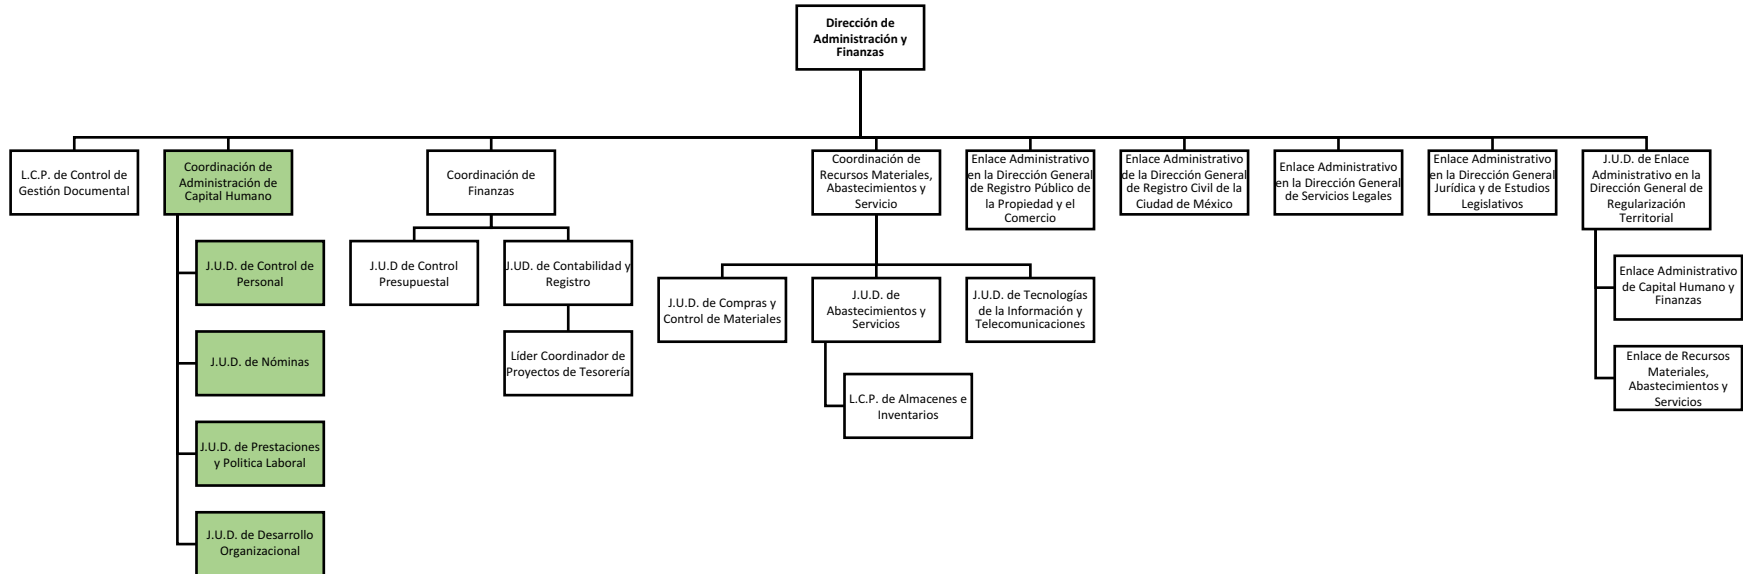 Dirección de
Administración y
Finanzas
L.C.P. de Control de
Gestión Documental
Coordinación de
Administración de
Capital Humano
Coordinación de
Finanzas
Coordinación de
Recursos Materiales,
Abastecimientos y
Servicio
Enlace Administrativo
en la Dirección General
de Registro Público de
la Propiedad y el
Comercio
Enlace Administrativo
de la Dirección General
de Registro Civil de la
Ciudad de México
Enlace Administrativo
en la Dirección General
de Servicios Legales
Enlace Administrativo
en la Dirección General
Jurídica y de Estudios
Legislativos
J.U.D. de Enlace
Administrativo en la
Dirección General de
Regularización
Territorial
J.U.D. de Control de
Personal
J.U.D de Control
Presupuestal
J.UD. de Contabilidad y
Registro
J.U.D. de Compras y
Control de Materiales
J.U.D. de
Abastecimientos y
Servicios
J.U.D. de Tecnologías
de la Información y
Telecomunicaciones
Enlace Administrativo
de Capital Humano y
Finanzas
J.U.D. de Nóminas
Líder Coordinador de
Proyectos de Tesorería
L.C.P. de Almacenes e
Inventarios
Enlace de Recursos
Materiales,
Abastecimientos y
Servicios
J.U.D. de Prestaciones
y Politica Laboral
J.U.D. de Desarrollo
Organizacional